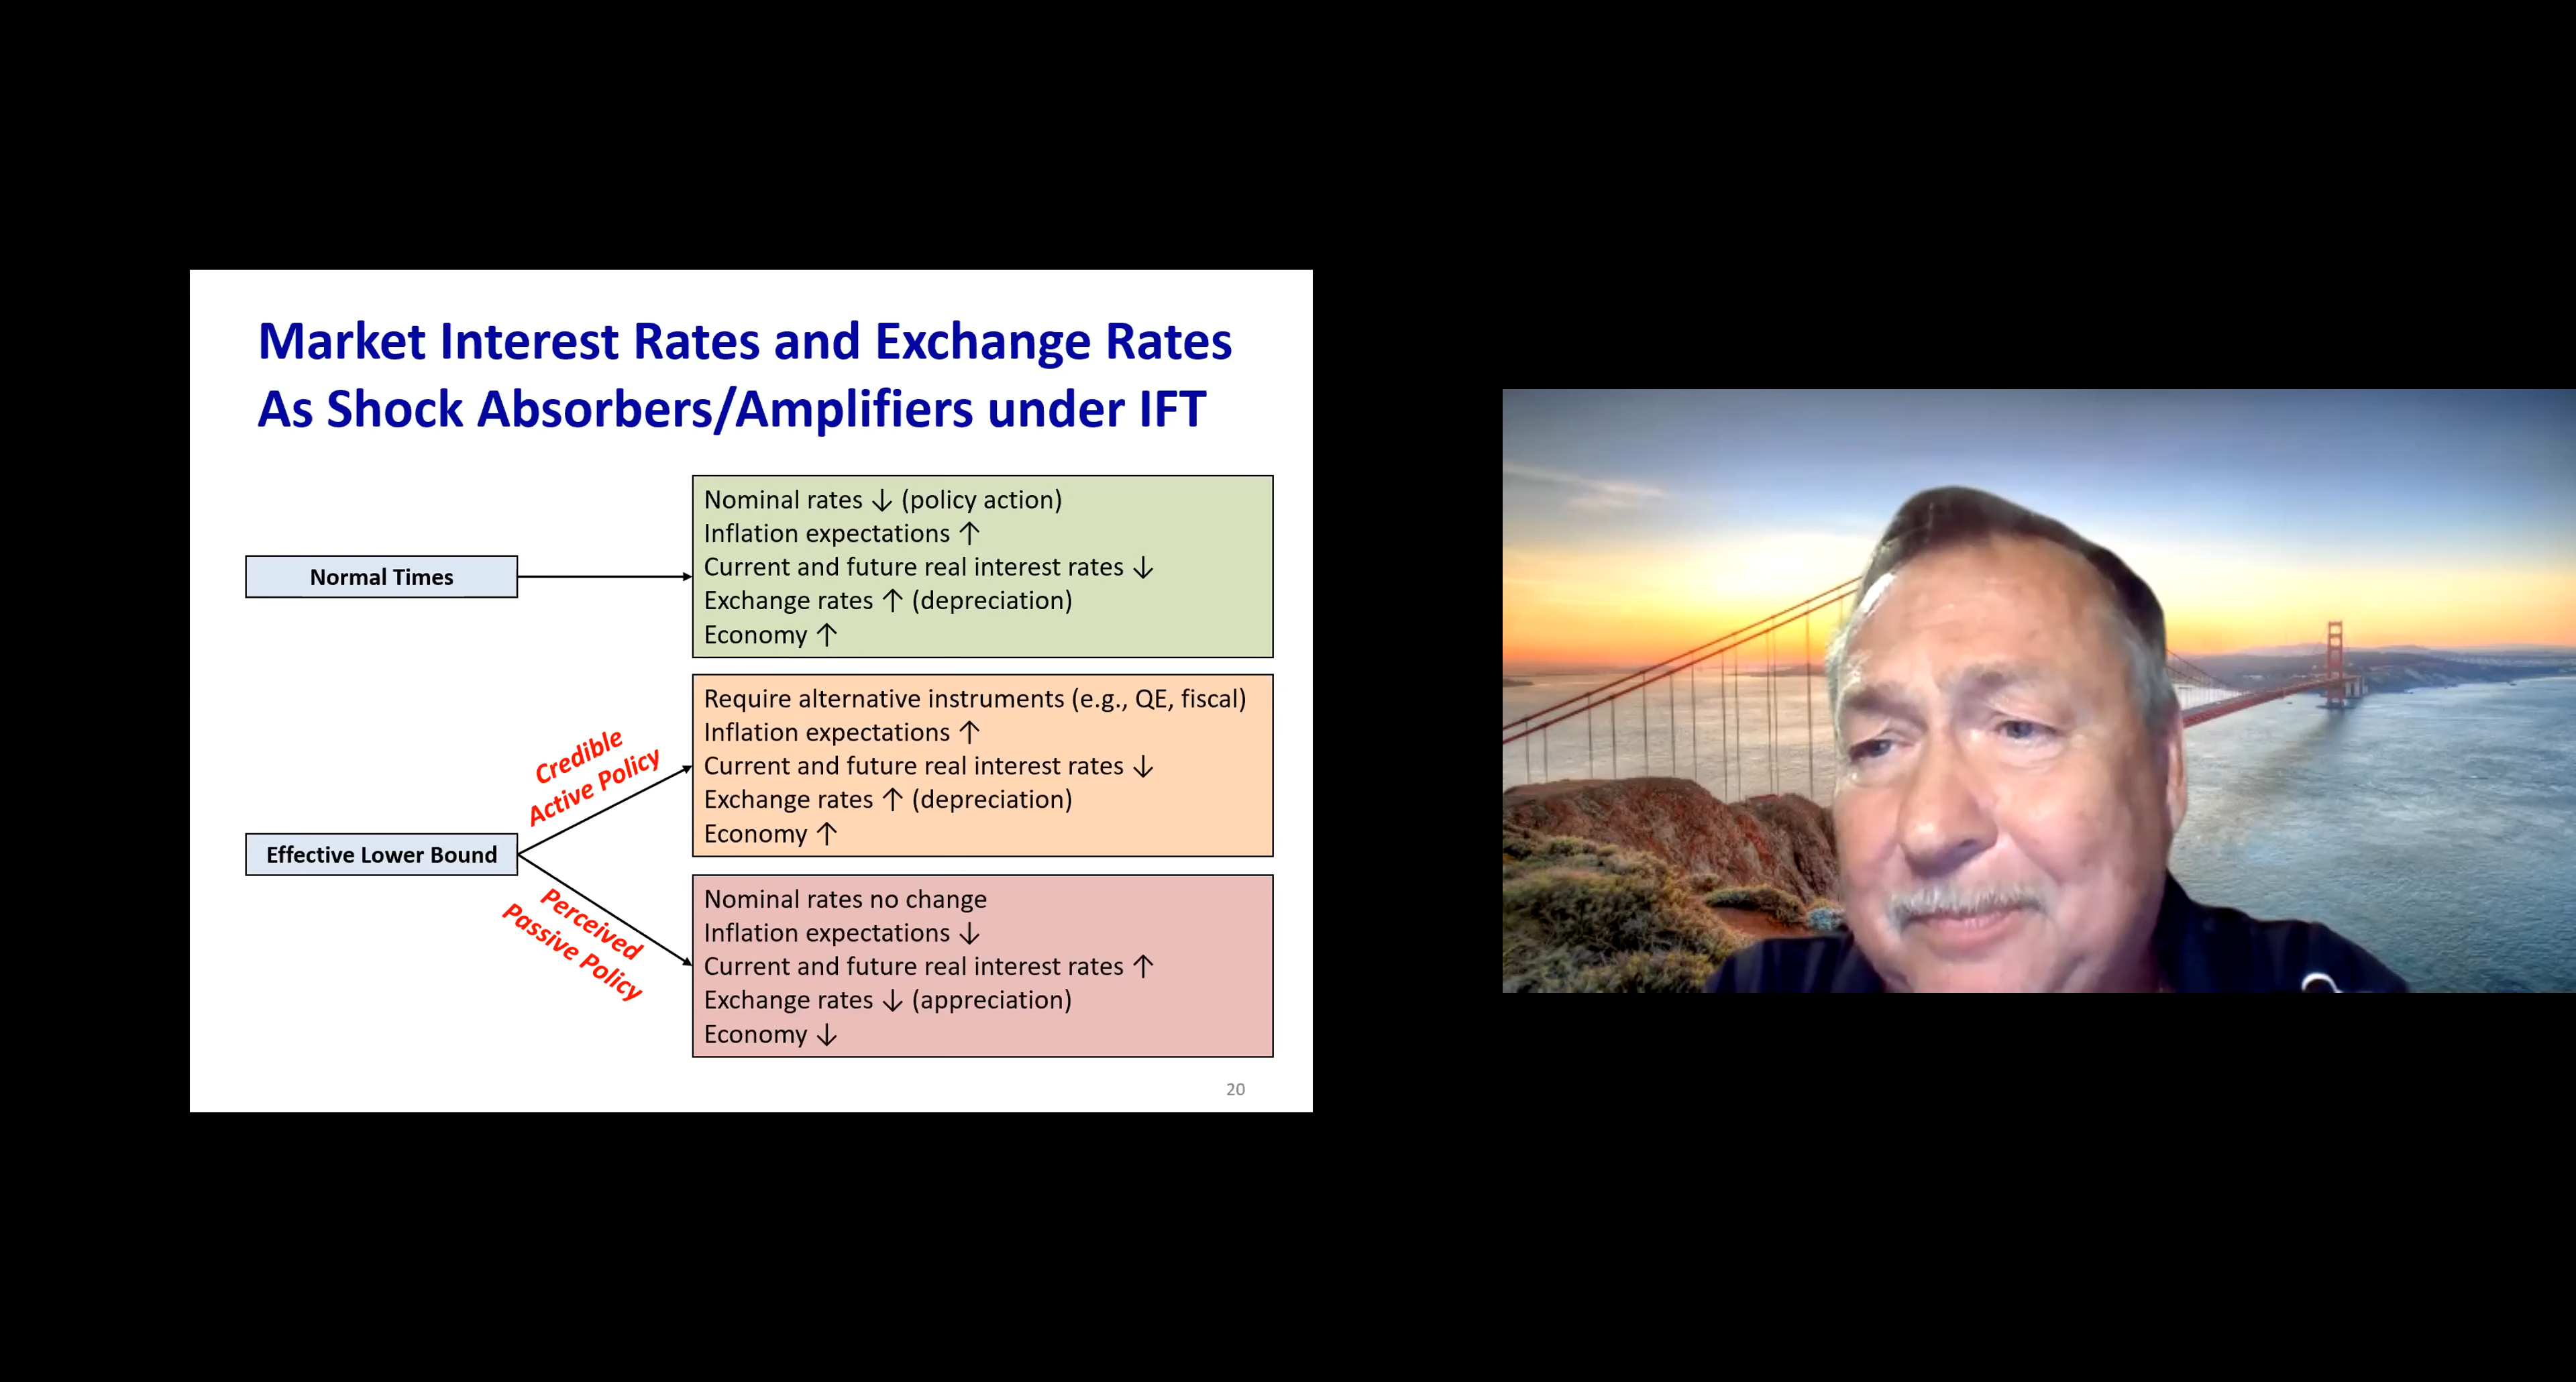 Market Interest Rates and Exchange Rates
As Shock Absorbers/Amplifiers under IFT
Normal Times
Nominal rates ↓ (policy action)
Inflation expectations ↑
Current and future real interest rates ↓
Exchange rates ↑ (depreciation)
Economy ↑
Effective Lower Bound
Credible
Active Policy
Require alternative instruments (e.g., QE, fiscal)
Inflation expectations ↑
Current and future real interest rates ↓
Exchange rates ↑ (depreciation)
Economy ↑
Perceived
Passive Policy
Nominal rates no change
Inflation expectations ↓
Current and future real interest rates ↑
Exchange rates ↓ (appreciation)
Economy ↓
20